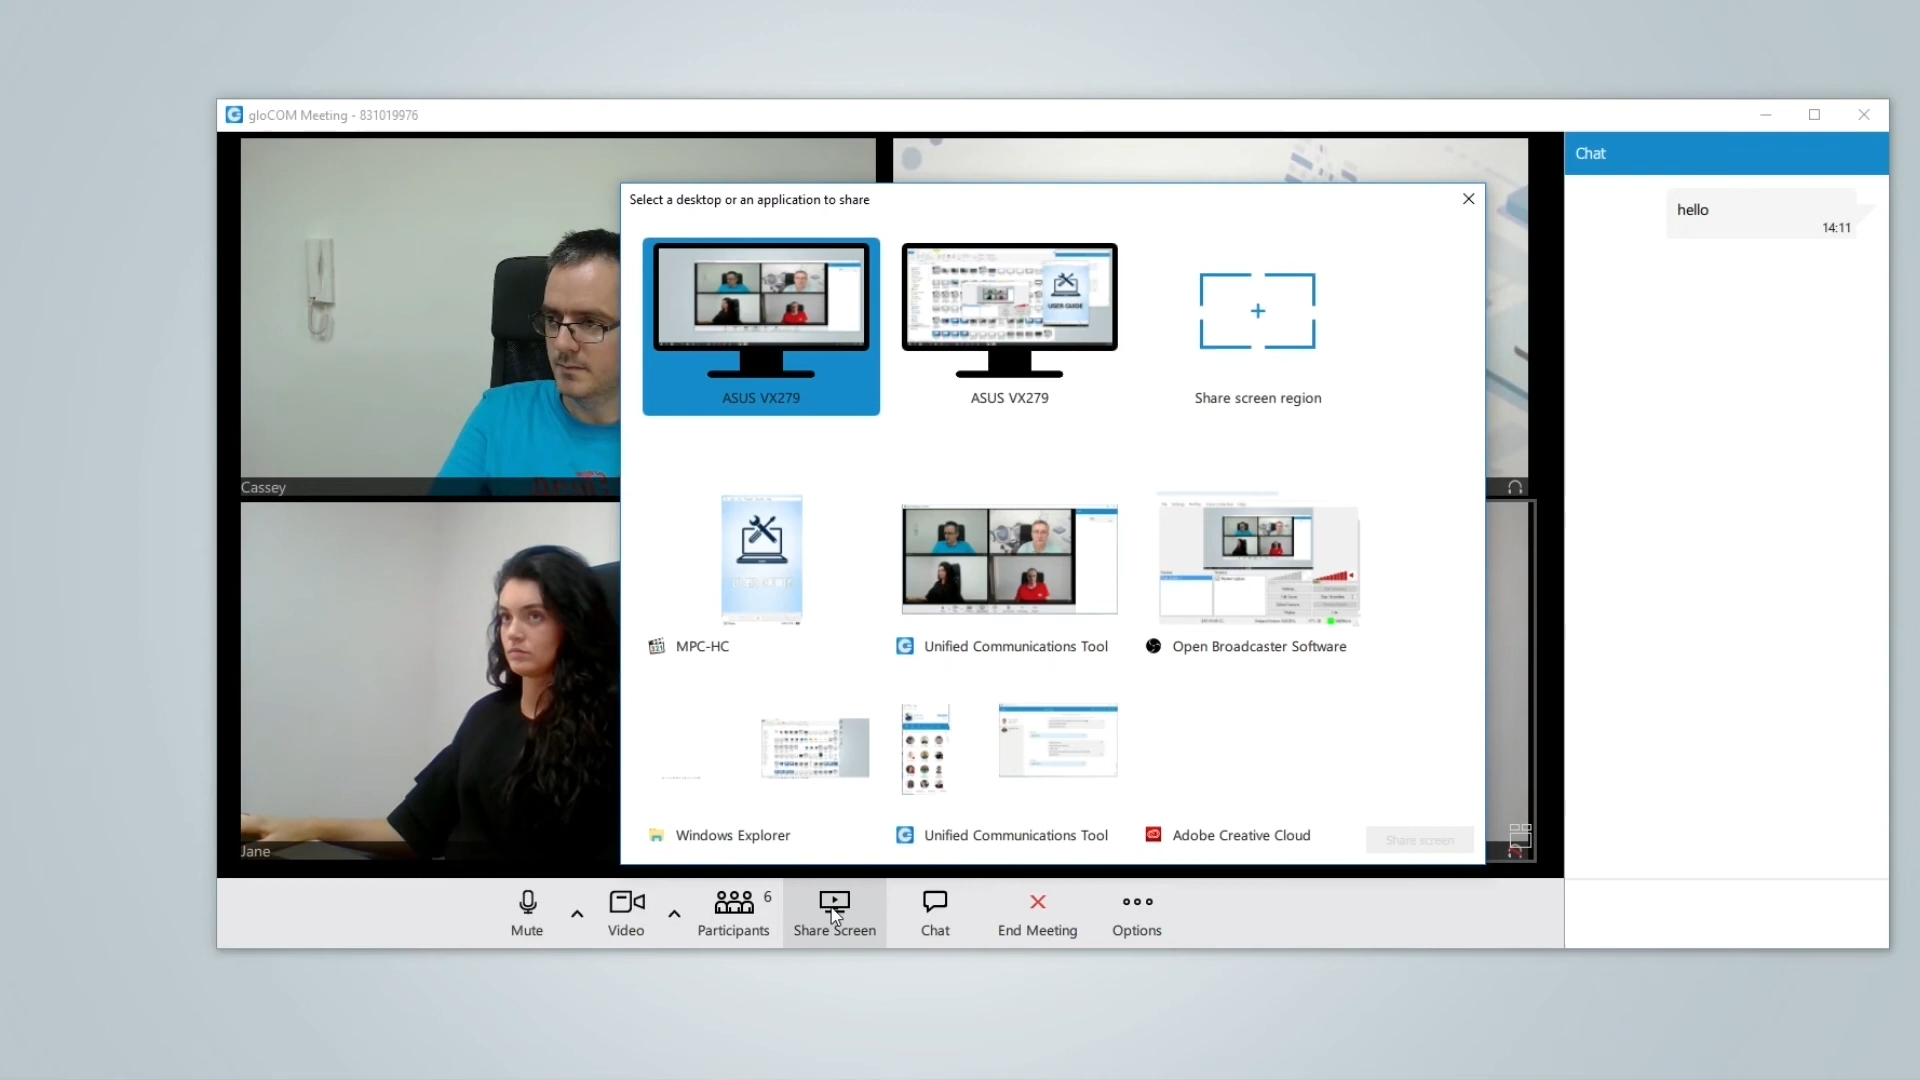 gloCOM Meeting - 831019976
Chat
hello
14:11
Select a desktop or an application to share
ASUS VX279
ASUS VX279
USER GUIDE
Share screen region
Cassey
MPC-HC
Unified Communications Tool
Open Broadcaster Software
Windows Explorer
Unified Communications Tool
Adobe Creative Cloud
Share screen
Jane
Mute
Video
Participants
6
Share Screen
Chat
End Meeting
Options